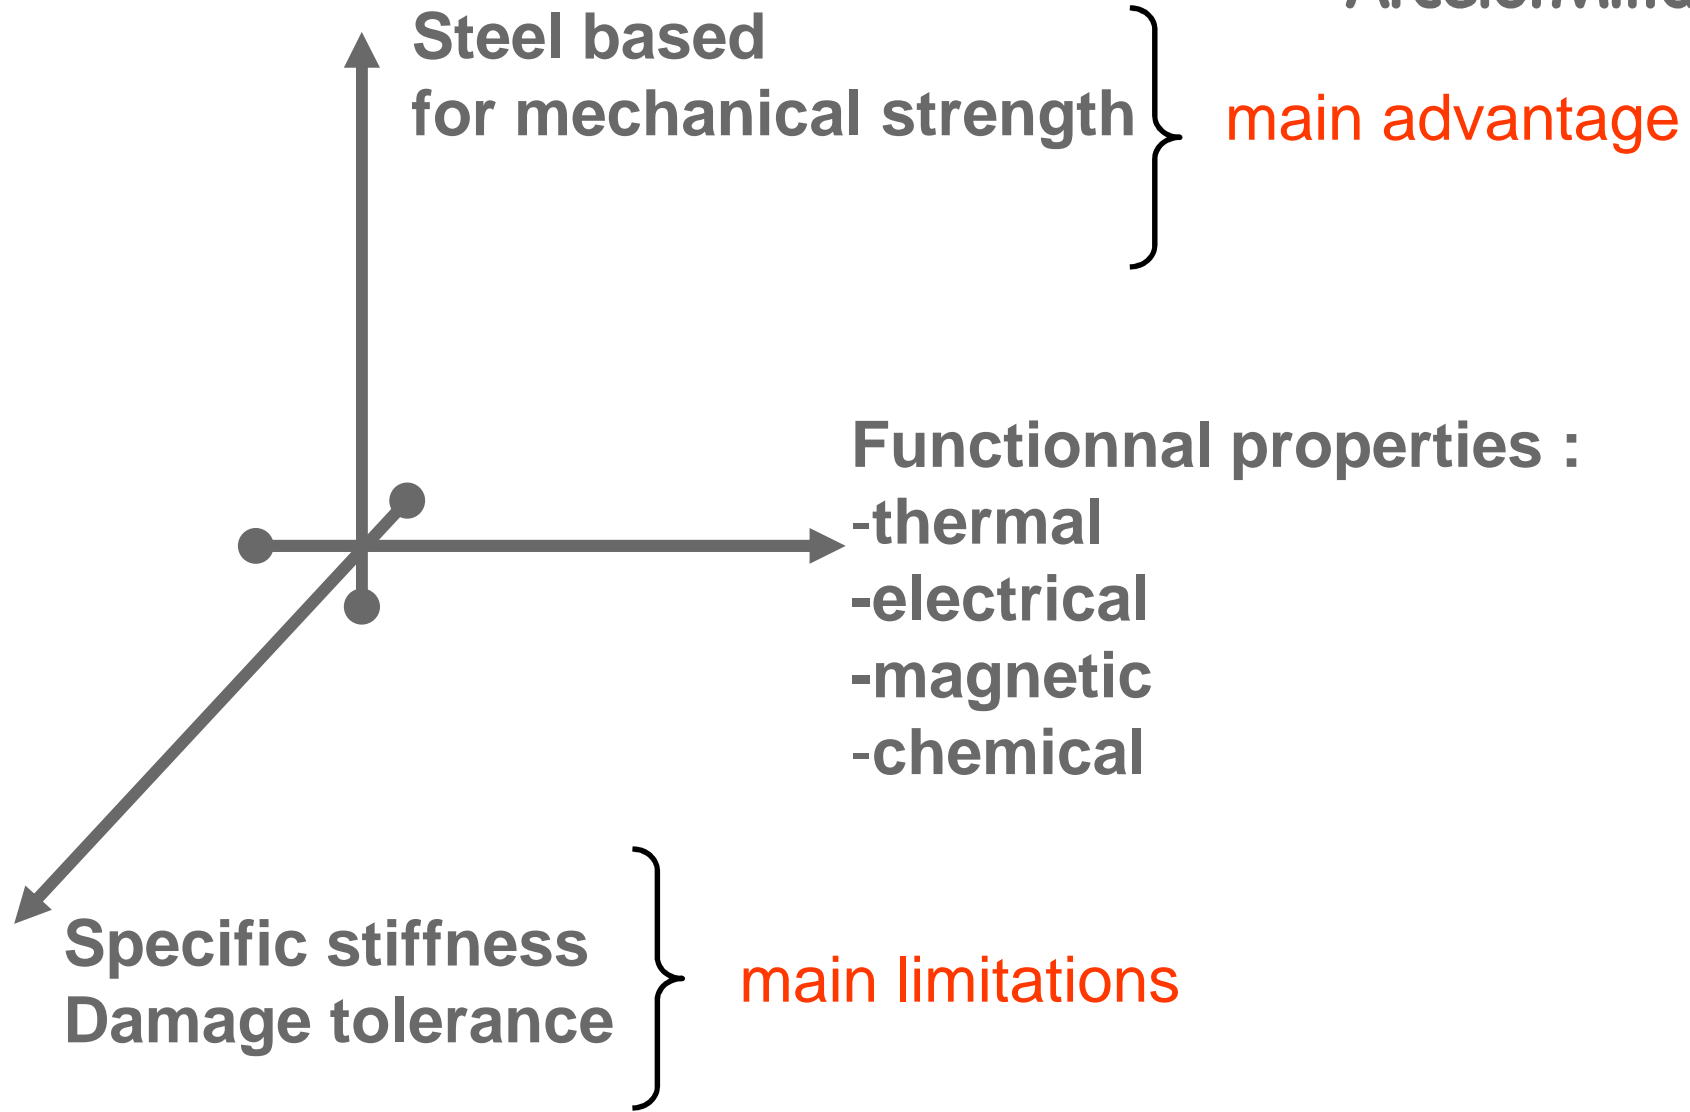 Steel based
for mechanical strength
main advantage
Functionnal properties :
-thermal
-electrical
-magnetic
-chemical
Specific stiffness
Damage tolerance
main limitations